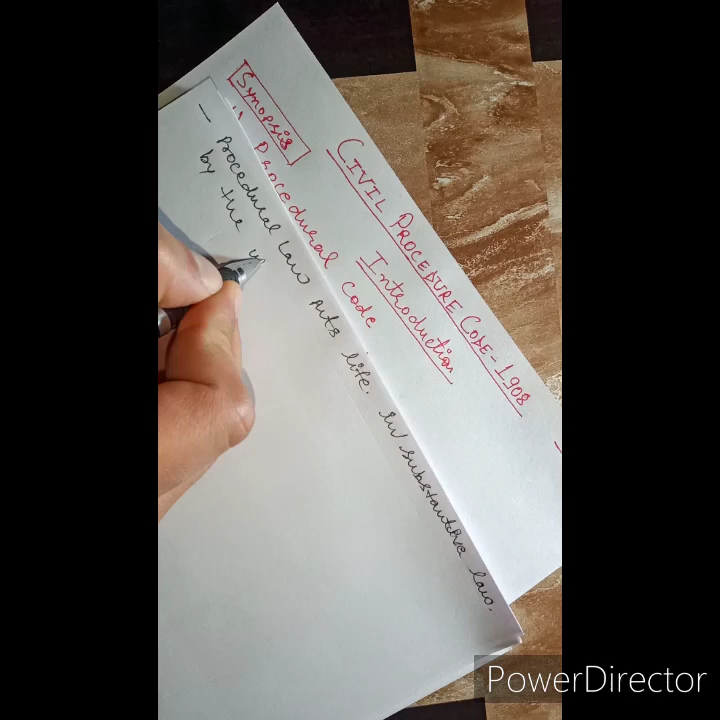 CIVIL PROCEDURE CODE - 1908
Introduction
Synopsis
Procedural code
— Procedural Law puts life. in substantive law.
by the
PowerDirector